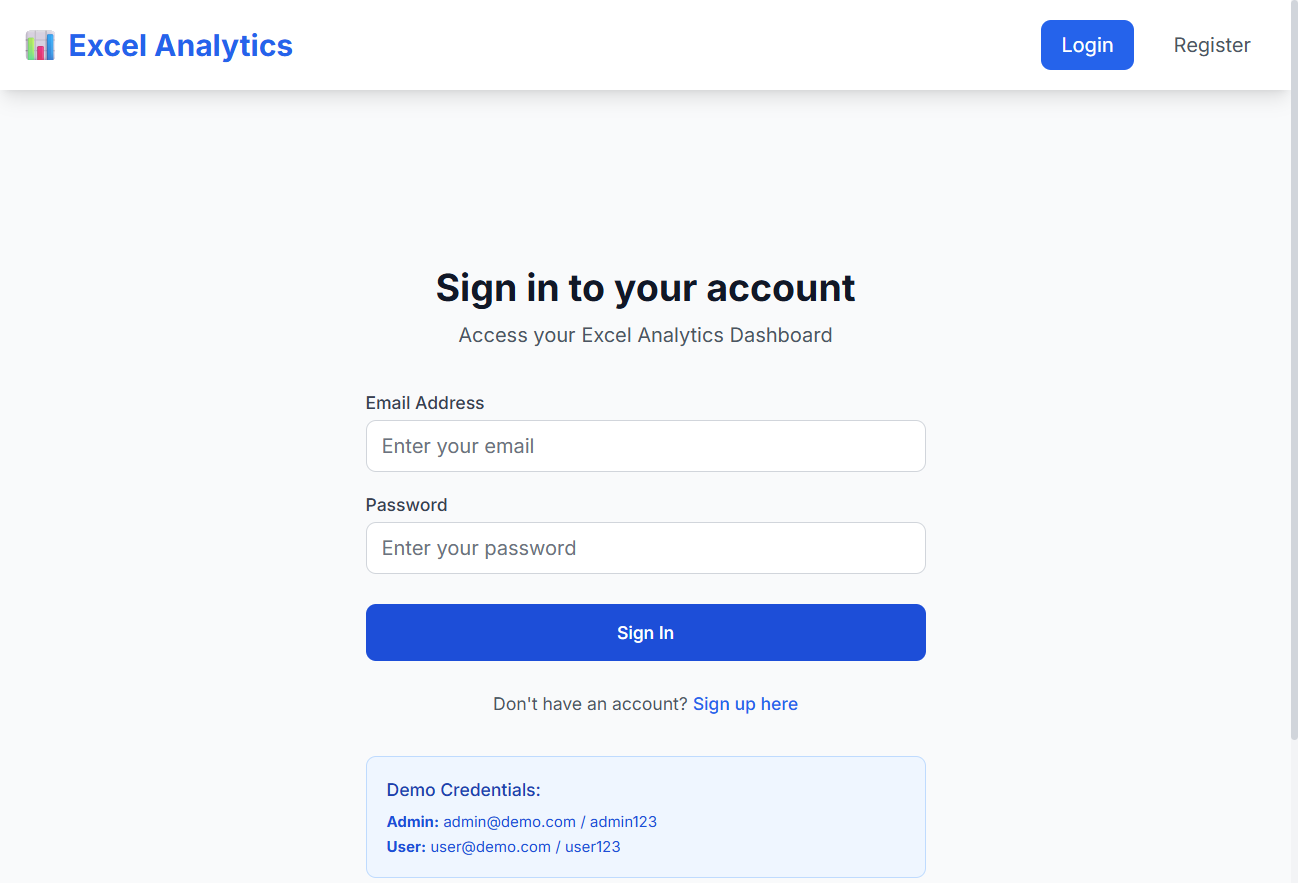 Excel Analytics
Login
Register
Sign in to your account
Access your Excel Analytics Dashboard
Email Address
Enter your email
Password
Enter your password
Sign In
Don't have an account? Sign up here
Demo Credentials:
Admin: admin@demo.com / admin123
User: user@demo.com / user123